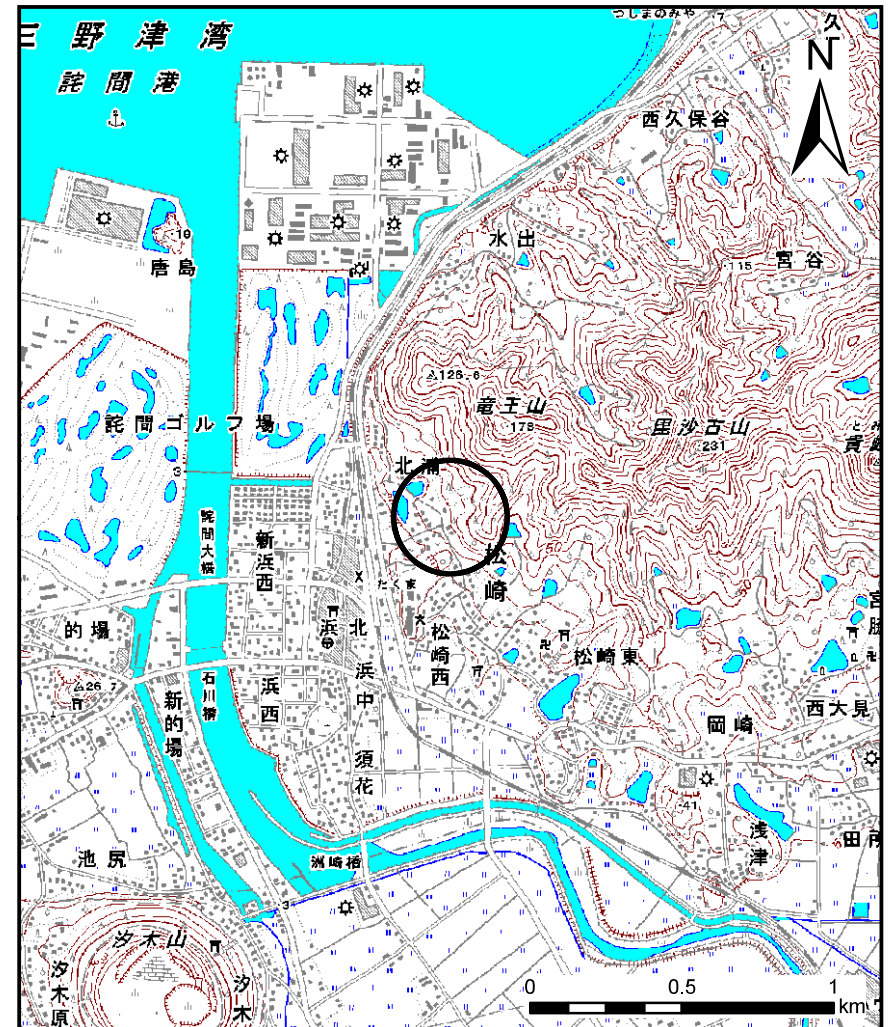 三野津湾
詫間港
つしまのみや
久
N
西久保谷
水出
宮谷
・115
・19
唐島
126.6
竜王山
178
毘沙古山
231
詫間ゴルフ場
3
北浦
詫間大橋
新浜西
松崎
たくま
的場
浜
北浜中
松崎西
松崎東
26.7
新的場
石川橋
浜西
岡崎
西大見
須花
・41
浅津
池尻
洲崎橋
3
汐木山
汐木原
汐木
0
0.5
1
km